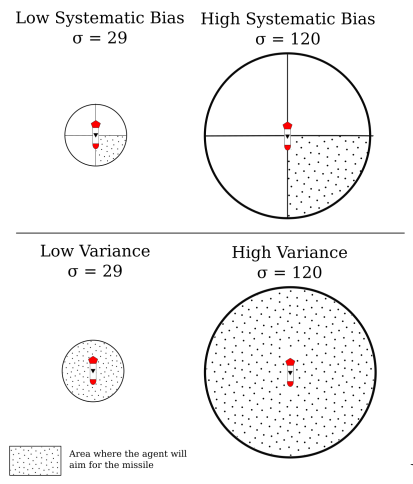 Low Systematic Bias
σ = 29
High Systematic Bias
σ = 120
Low Variance
σ = 29
High Variance
σ = 120
Area where the agent will
aim for the missile